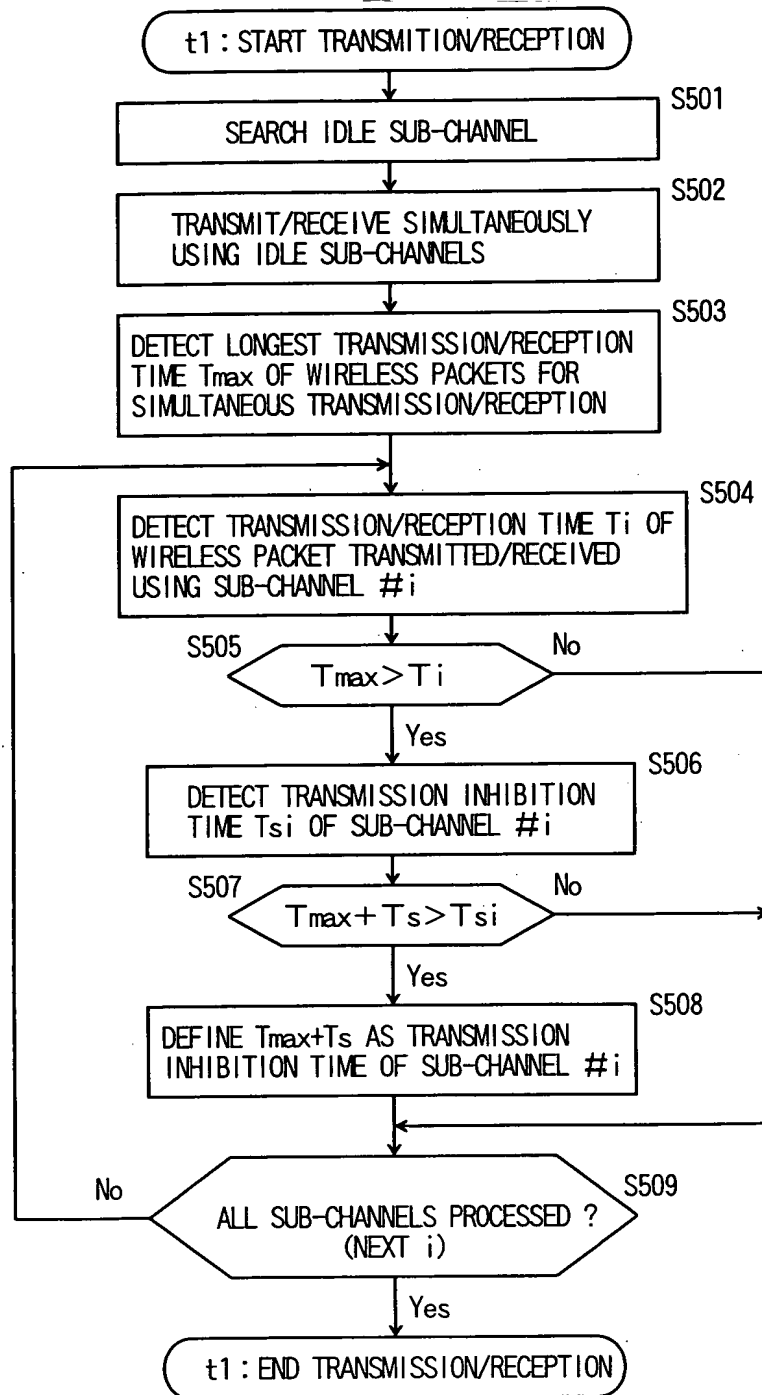 t1 : START TRANSMITION/RECEPTION
S501
SEARCH IDLE SUB-CHANNEL
S502
TRANSMIT/RECEIVE SIMULTANEOUSLY
USING IDLE SUB-CHANNELS
S503
DETECT LONGEST TRANSMISSION/RECEPTION
TIME Tmax OF WIRELESS PACKETS FOR
SIMULTANEOUS TRANSMISSION/RECEPTION
S504
DETECT TRANSMISSION/RECEPTION TIME Ti OF
WIRELESS PACKET TRANSMITTED/RECEIVED
USING SUB-CHANNEL #i
S505
No
Tmax>Ti
Yes
S506
DETECT TRANSMISSION INHIBITION
TIME Tsi OF SUB-CHANNEL #i
S507
No
Tmax+Ts>Tsi
Yes
S508
DEFINE Tmax+Ts AS TRANSMISSION
INHIBITION TIME OF SUB-CHANNEL #i
No
S509
ALL SUB-CHANNELS PROCESSED ?
(NEXT i)
Yes
t1 : END TRANSMISSION/RECEPTION